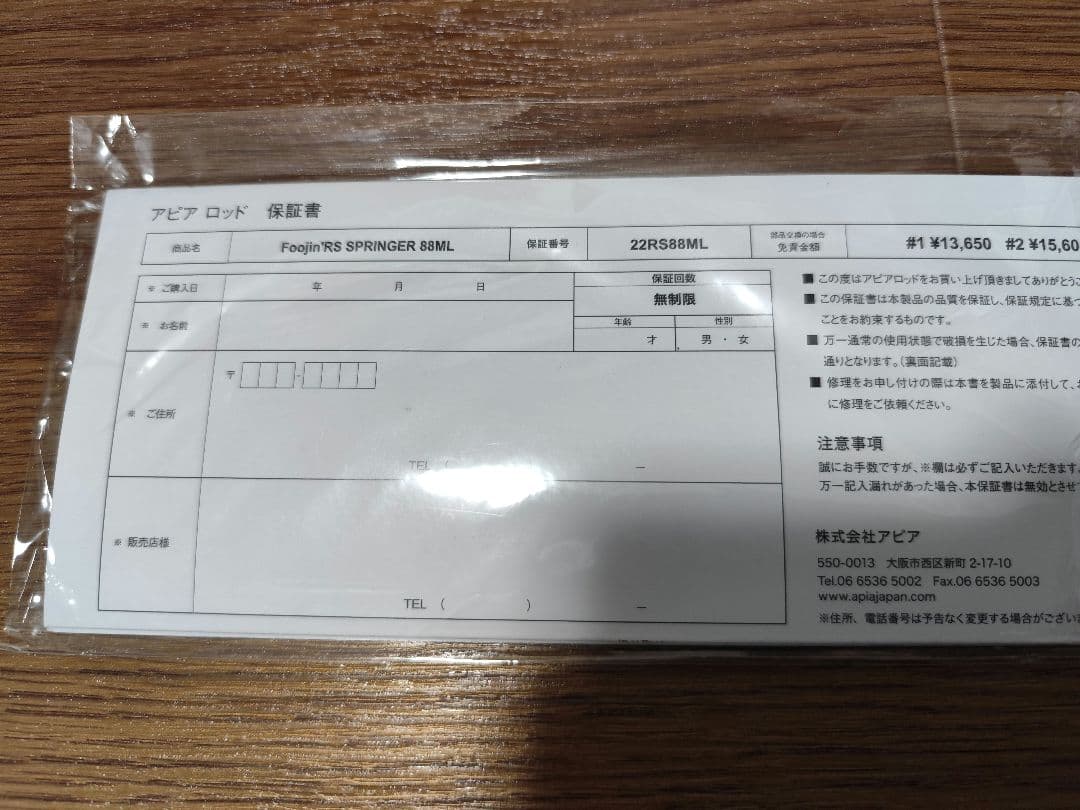 アピア ロッド 保証書
商品名 Foojin'RS SPRINGER 88ML 保証番号 22RS88ML 部品交換の場合 免責金額 #1 ¥13,650 #2 ¥15,60
※ ご購入日 年 月 日
保証回数
無制限
※ お名前
年齢 性別
才 男 ・ 女
〒 -
※ ご住所
TEL ( −
※ 販売店様
TEL ( ) −
■ この度はアピアロッドをお買い上げ頂きましてありがとうご
■ この保証書は本製品の品質を保証し、保証規定に基づ
ことをお約束するものです。
■ 万一通常の使用状態で破損を生じた場合、保証書の
通りとなります。(裏面記載)
■ 修理をお申し付けの際は本書を製品に添付して、お
に修理をご依頼ください。
注意事項
誠にお手数ですが、※欄は必ずご記入いただきます。
万一記入漏れがあった場合、本保証書は無効とさせて
株式会社アピア
550-0013 大阪市西区新町 2-17-10
Tel.06 6536 5002 Fax.06 6536 5003
www.apiajapan.com
※住所、電話番号は予告なく変更する場合がござい